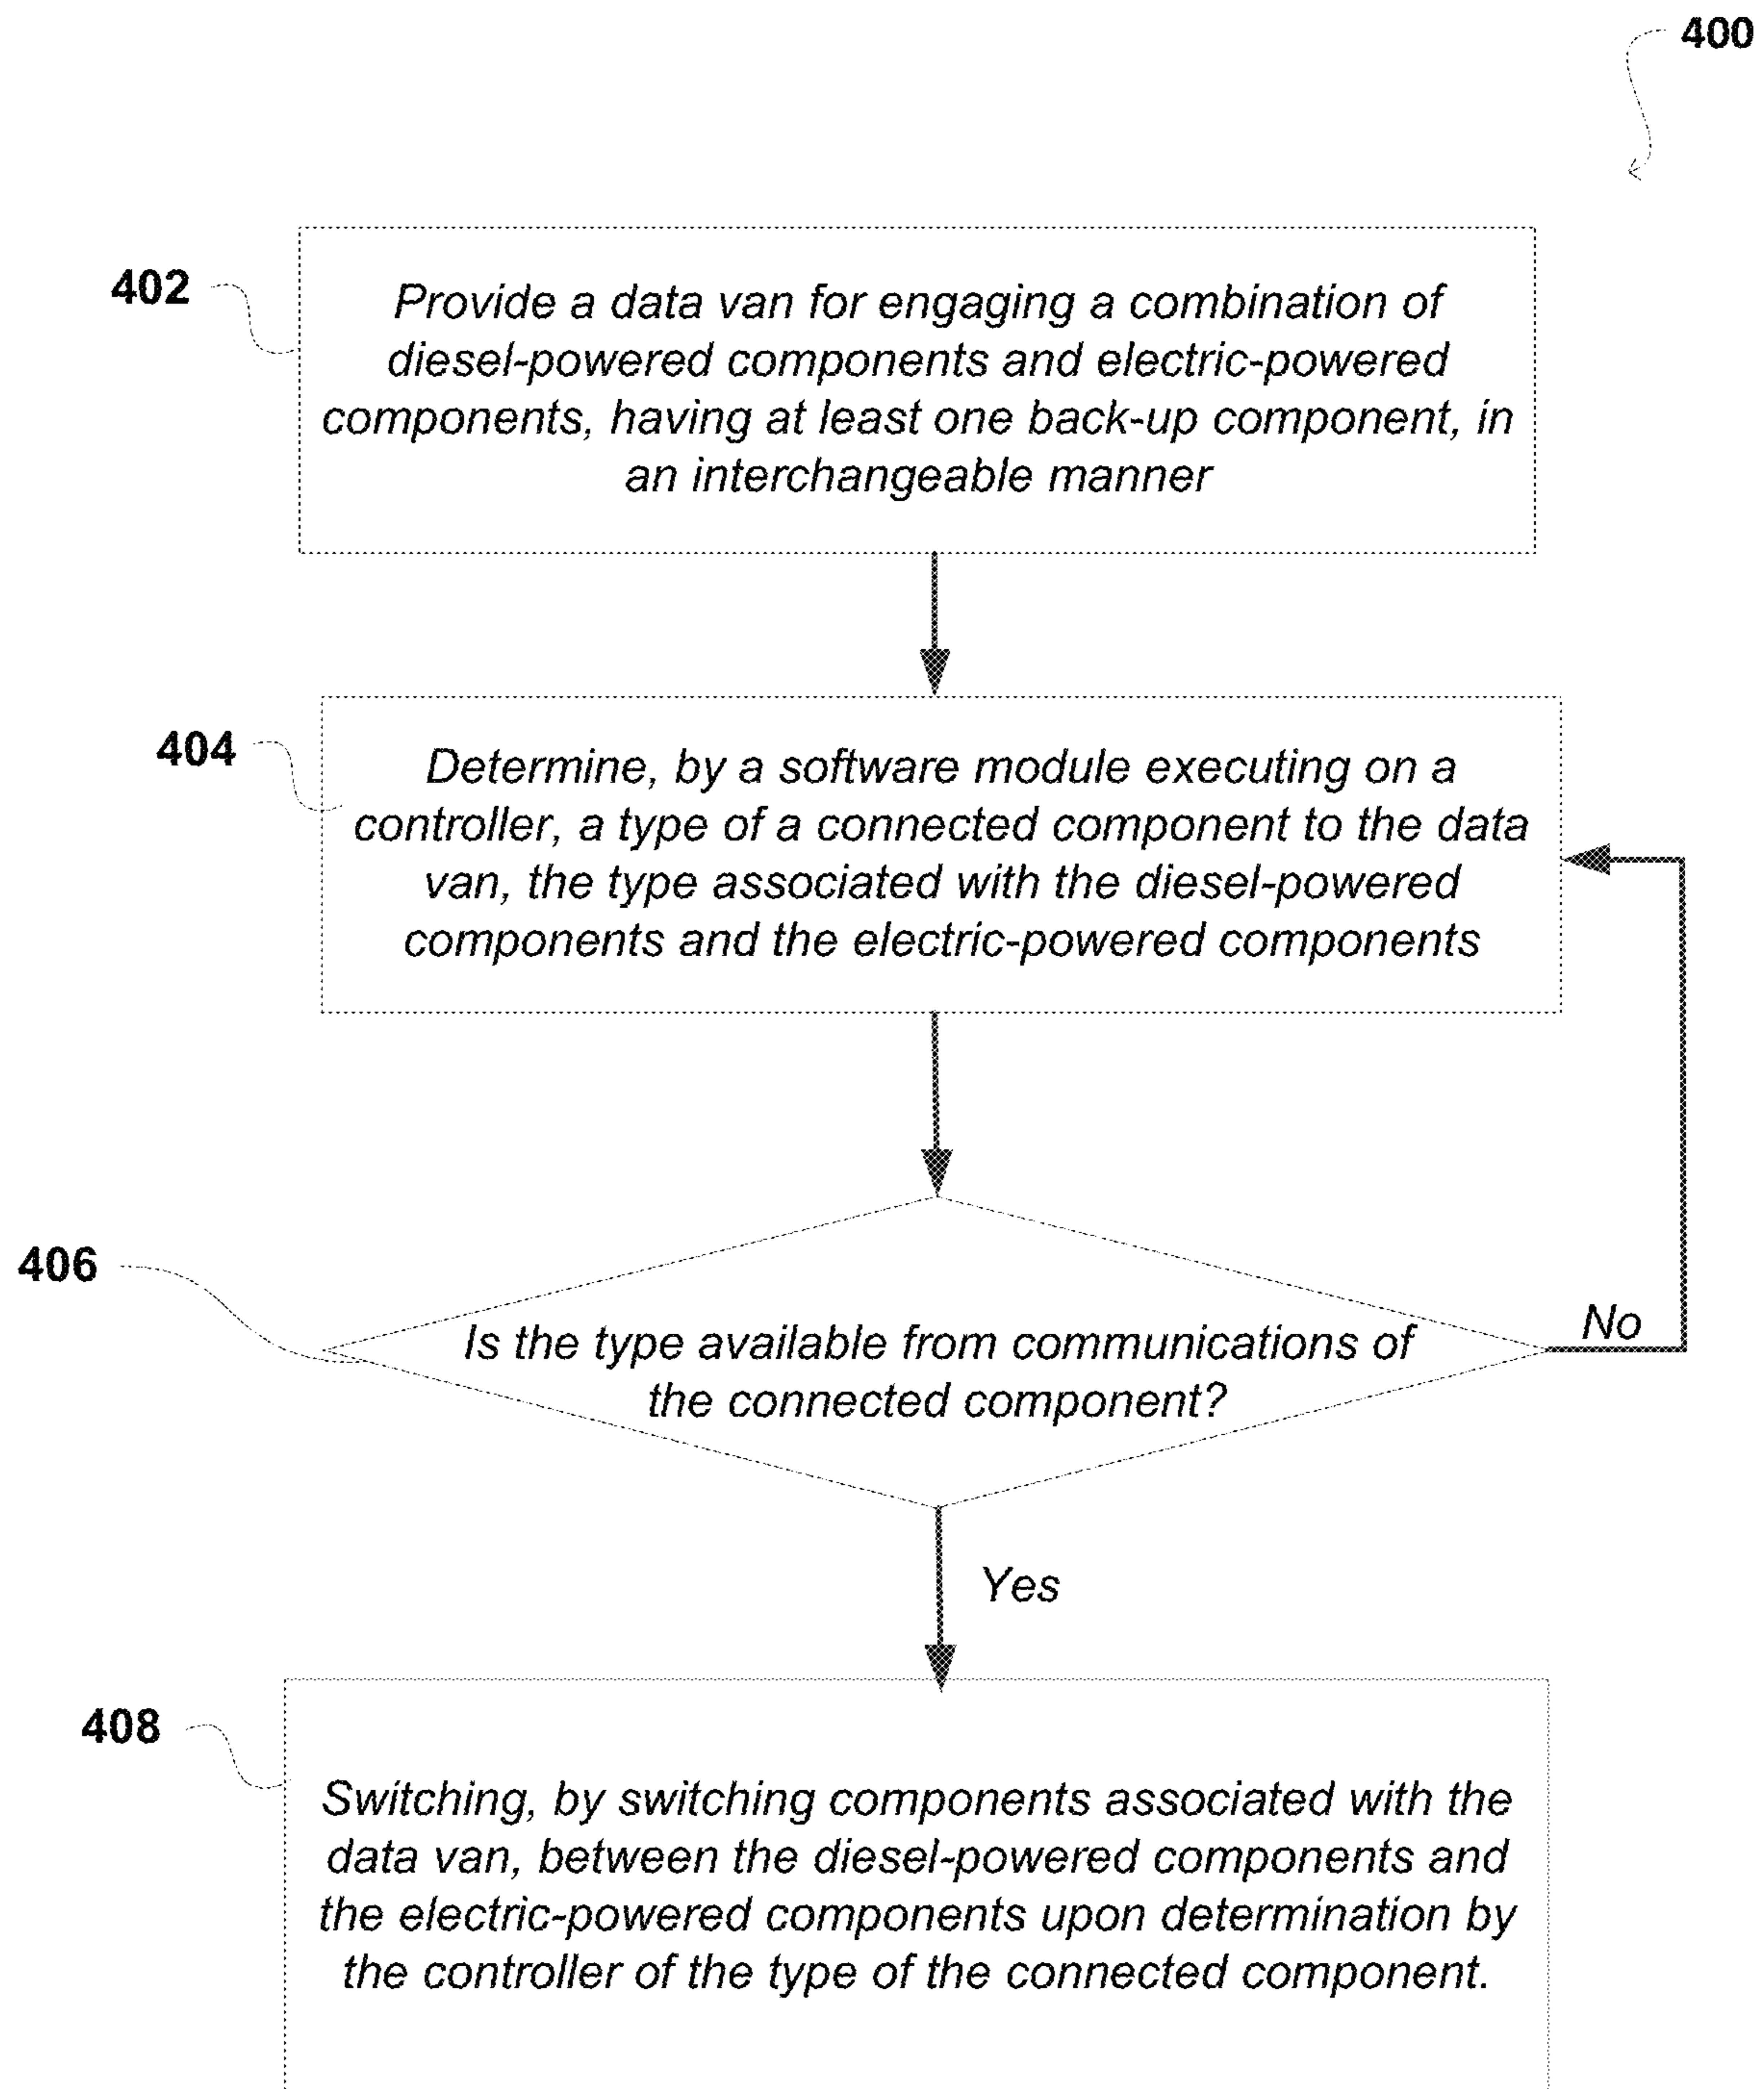 400
402
Provide a data van for engaging a combination of
diesel-powered components and electric-powered
components, having at least one back-up component, in
an interchangeable manner
404
Determine, by a software module executing on a
controller, a type of a connected component to the data
van, the type associated with the diesel-powered
components and the electric-powered components
406
Is the type available from communications of
the connected component?
No
Yes
408
Switching, by switching components associated with the
data van, between the diesel-powered components and
the electric-powered components upon determination by
the controller of the type of the connected component.